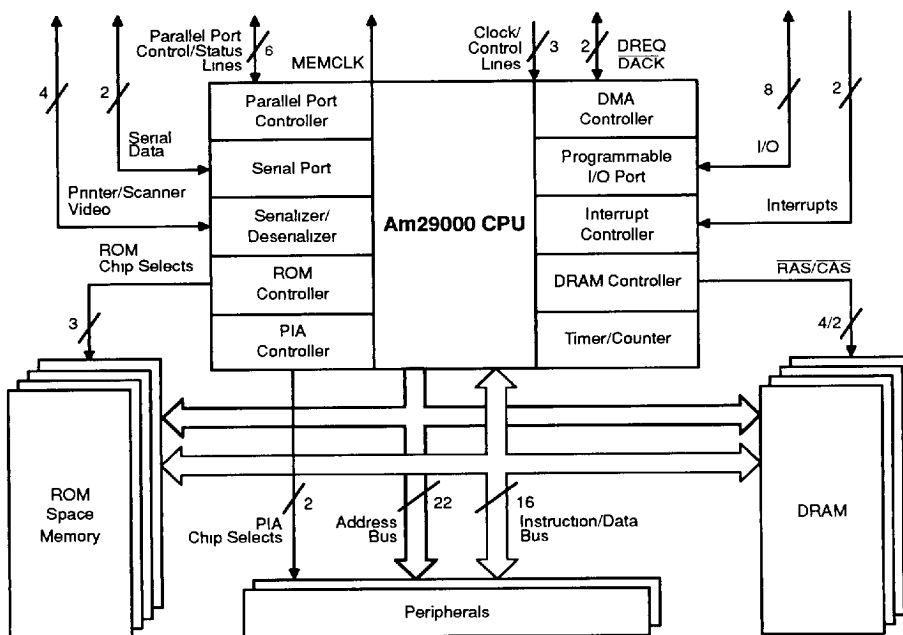 Parallel Port
Control/Status
Lines
6
MEMCLK
Clock/
Control
Lines
3
2
DREQ
DACK
4
2
8
2
Serial
Data
Printer/Scanner
Video
ROM
Chip Selects
3
Parallel Port
Controller
Serial Port
Serializer/
Deserializer
ROM
Controller
PIA
Controller
Am29000 CPU
DMA
Controller
Programmable
I/O Port
Interrupt
Controller
DRAM Controller
Timer/Counter
I/O
Interrupts
RAS/CAS
4/2
ROM
Space
Memory
2
PIA
Chip Selects
22
Address
Bus
16
Instruction/Data
Bus
DRAM
Peripherals